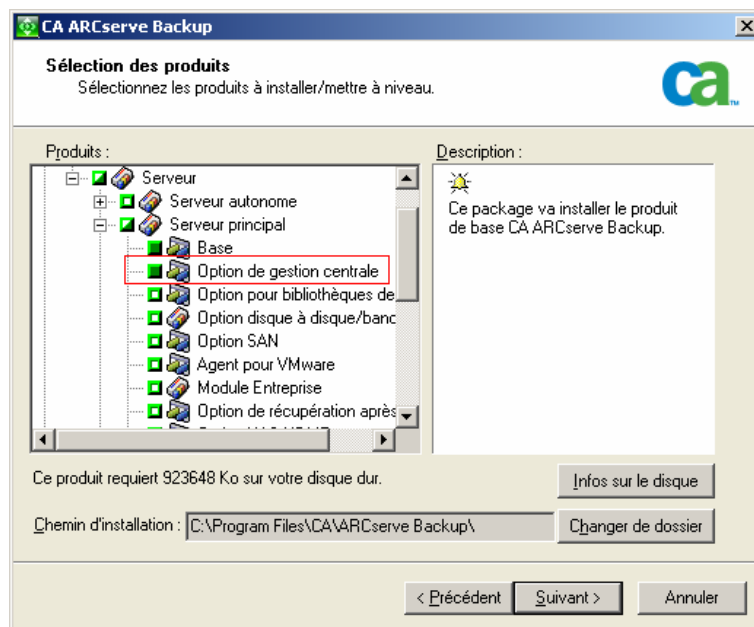 CA ARCserve Backup
Sélection des produits
Sélectionnez les produits à installer/mettre à niveau.
ca
TM
Produits :
Serveur
Serveur autonome
Serveur principal
Base
Option de gestion centrale
Option pour bibliothèques de
Option disque à disque/banc
Option SAN
Agent pour VMware
Module Entreprise
Option de récupération après
Description :
Ce package va installer le produit
de base CA ARCserve Backup.
Ce produit requiert 923648 Ko sur votre disque dur.
Infos sur le disque
Chemin d'installation : C:\Program Files\CA\ARCserve Backup\
Changer de dossier
< Précédent
Suivant >
Annuler